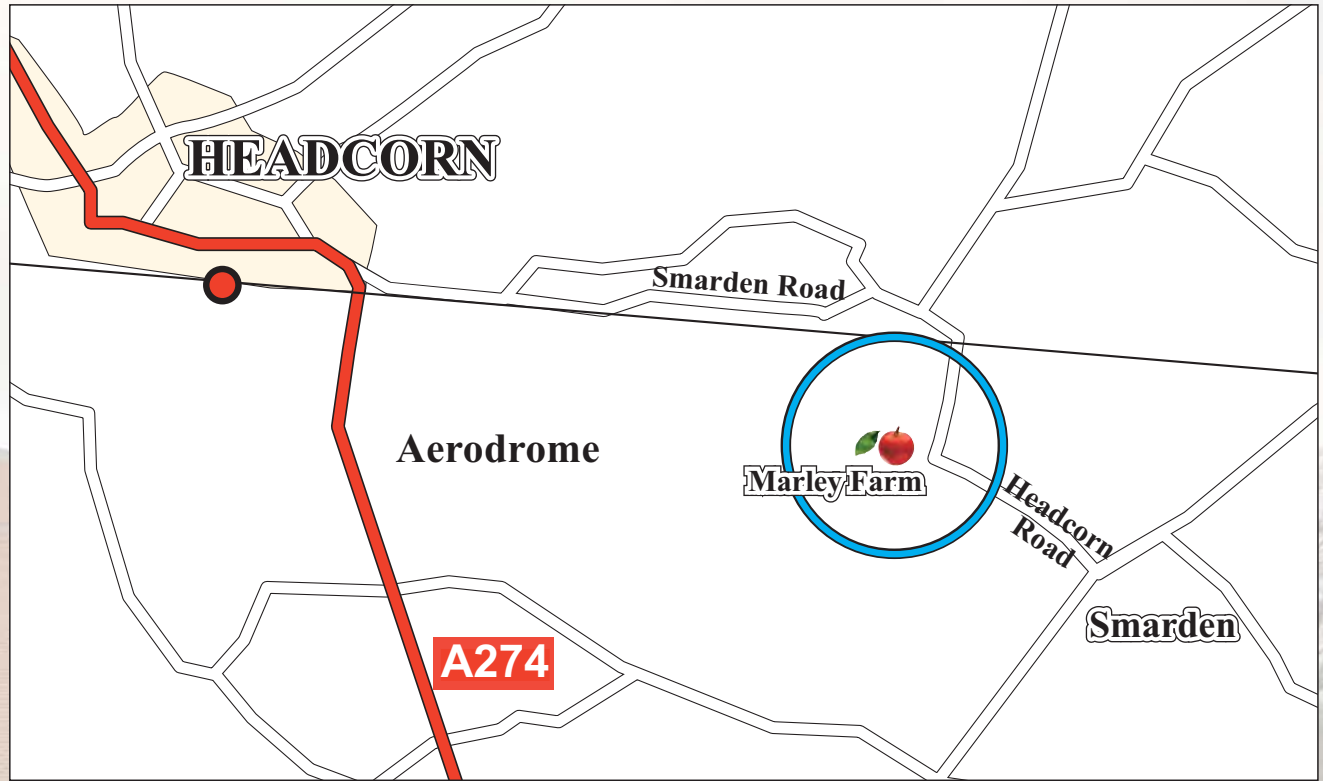 HEADCORN
Smarden Road
Aerodrome
Marley Farm
Headcorn
Road
Smarden
A274